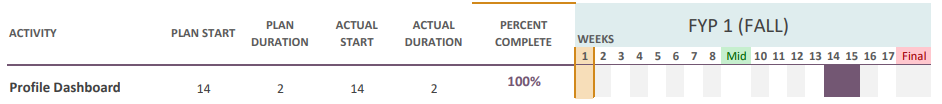 FYP 1 (FALL)
ACTIVITY PLAN START PLAN DURATION ACTUAL START ACTUAL DURATION PERCENT COMPLETE WEEKS
1 2 3 4 5 6 7 8 Mid 10 11 12 13 14 15 16 17 Final
Profile Dashboard 14 2 14 2 100%